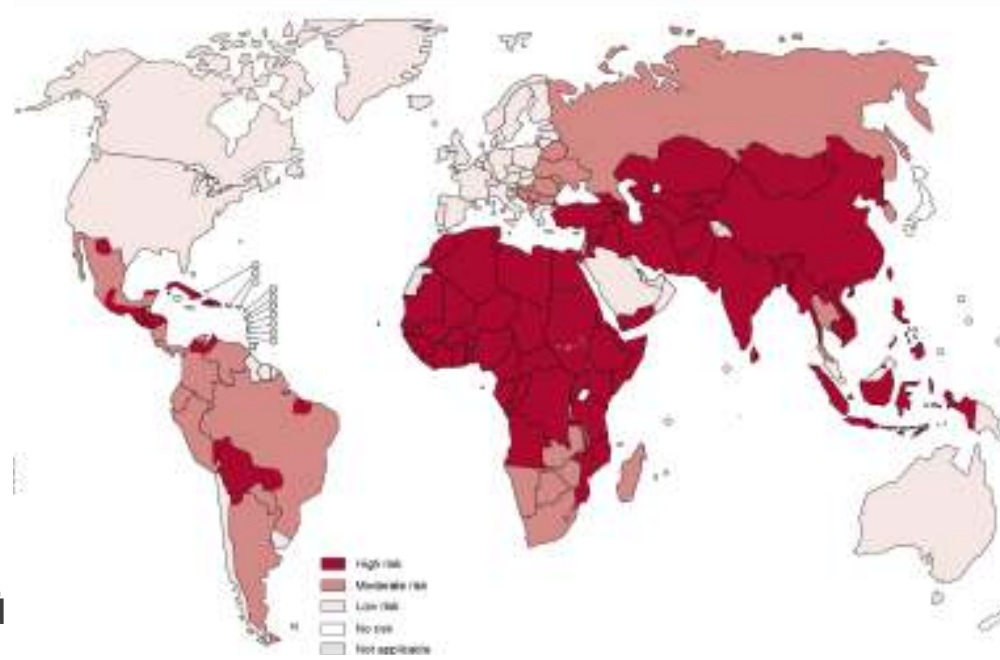 High risk
Moderate risk
Low risk
No risk
Not applicable